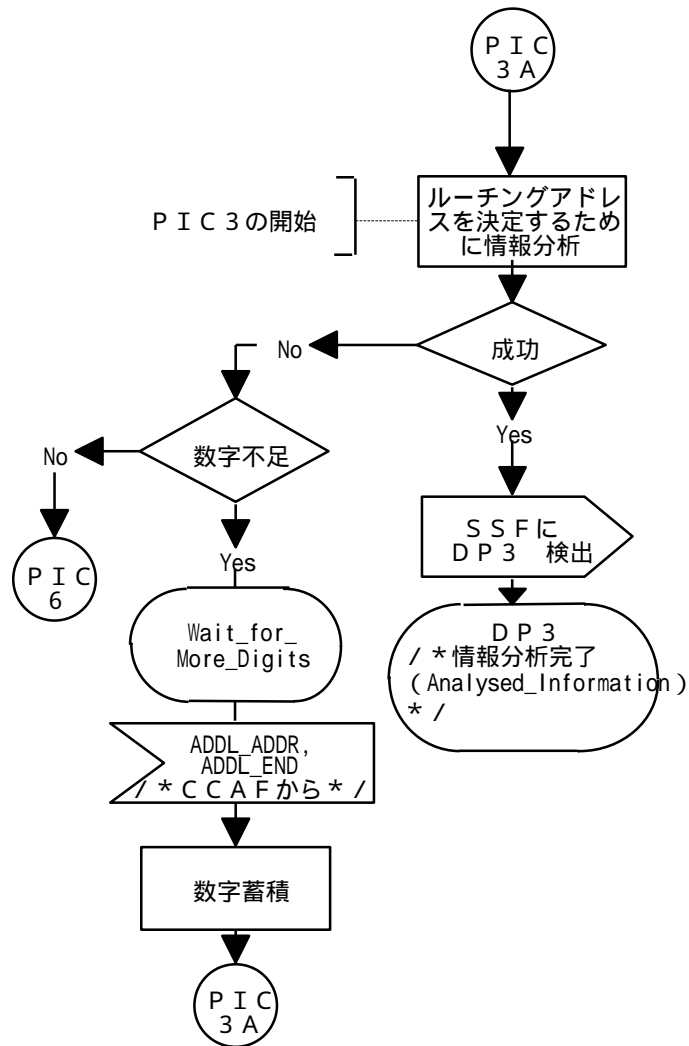 ＰＩＣ
３Ａ
ルーチングアドレ
スを決定するため
に情報分析
ＰＩＣ３の開始
成功
No
Yes
数字不足
No
Yes
ＰＩＣ
６
ＳＳＦに
ＤＰ３　検出
ＤＰ３
／＊情報分析完了
（Analysed_Information）
＊／
Wait_for_
More_Digits
ADDL_ADDR,
ADDL_END
／＊ＣＣＡＦから＊／
数字蓄積
ＰＩＣ
３Ａ